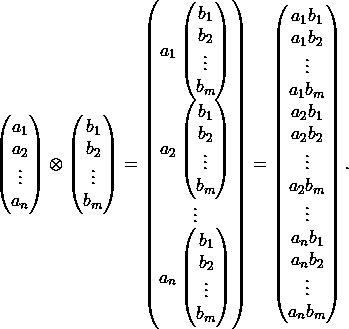 \begin{pmatrix} a_1 \\ a_2 \\ \vdots \\ a_n \end{pmatrix} \otimes \begin{pmatrix} b_1 \\ b_2 \\ \vdots \\ b_m \end{pmatrix} = \begin{pmatrix} a_1 \begin{pmatrix} b_1 \\ b_2 \\ \vdots \\ b_m \end{pmatrix} \\ a_2 \begin{pmatrix} b_1 \\ b_2 \\ \vdots \\ b_m \end{pmatrix} \\ \vdots \\ a_n \begin{pmatrix} b_1 \\ b_2 \\ \vdots \\ b_m \end{pmatrix} \end{pmatrix} = \begin{pmatrix} a_1 b_1 \\ a_1 b_2 \\ \vdots \\ a_1 b_m \\ a_2 b_1 \\ a_2 b_2 \\ \vdots \\ a_2 b_m \\ \vdots \\ a_n b_1 \\ a_n b_2 \\ \vdots \\ a_n b_m \end{pmatrix}.